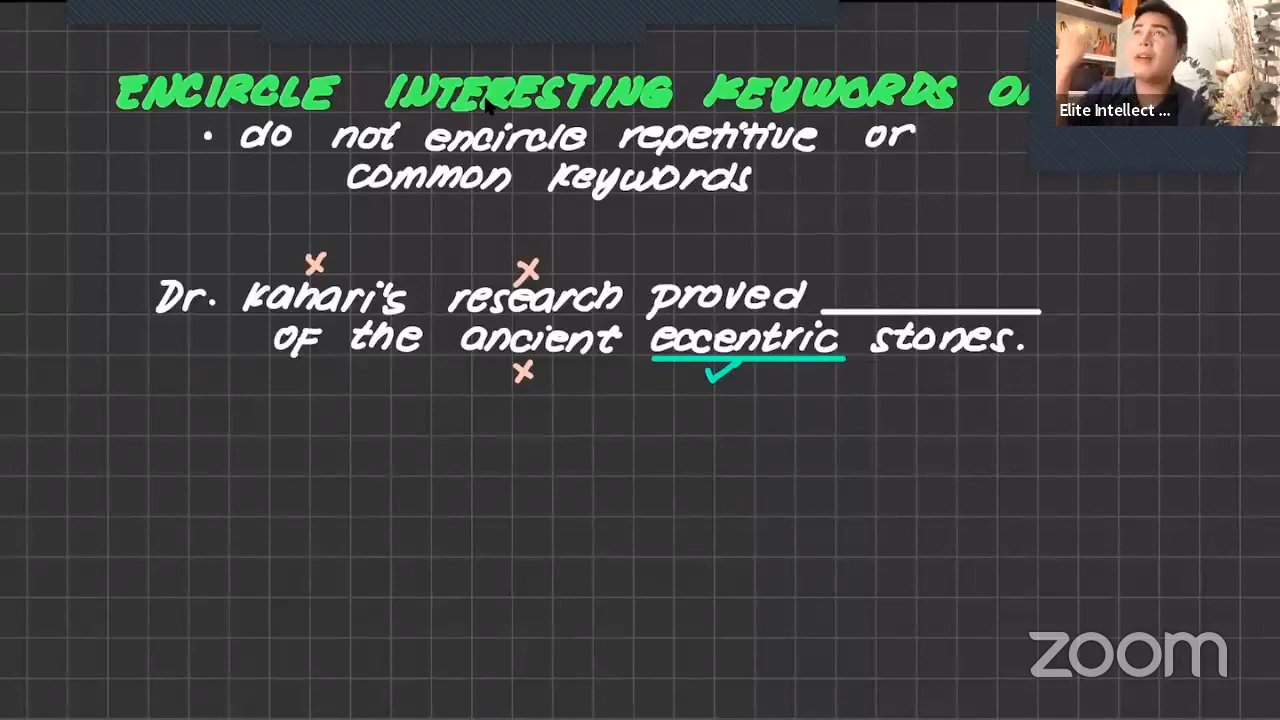 ENCIRCLE INTERESTING KEYWORDS
Elite Intellect ...
• do not encircle repetitive or
common keywords
x x
Dr. Kahari's research proved __________
of the ancient eccentric stones.
x ✓
zoom